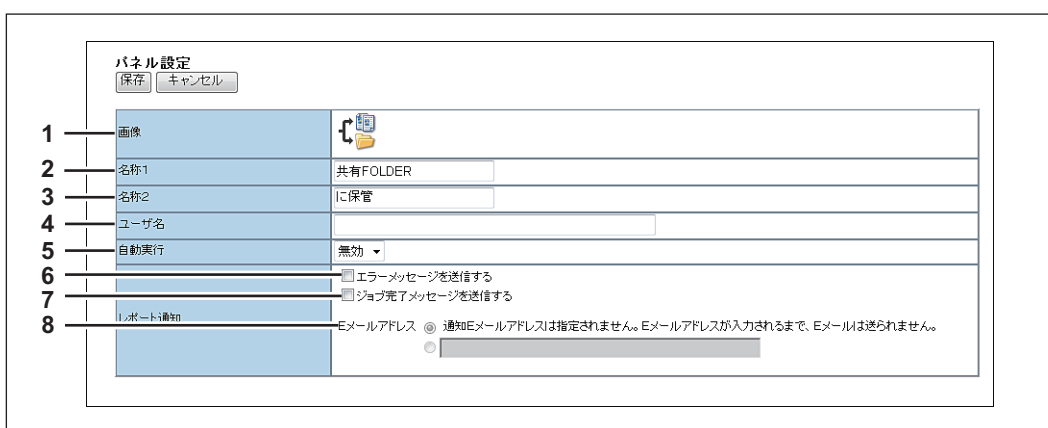 パネル設定
保存 キャンセル
1 画像
2 名称1 共有FOLDER
3 名称2 に保管
4 ユーザ名
5 自動実行 無効
6 エラーメッセージを送信する
7 ジョブ完了メッセージを送信する
レポート通知
8 Eメールアドレス 通知Eメールアドレスは指定されません。Eメールアドレスが入力されるまで、Eメールは送られません。